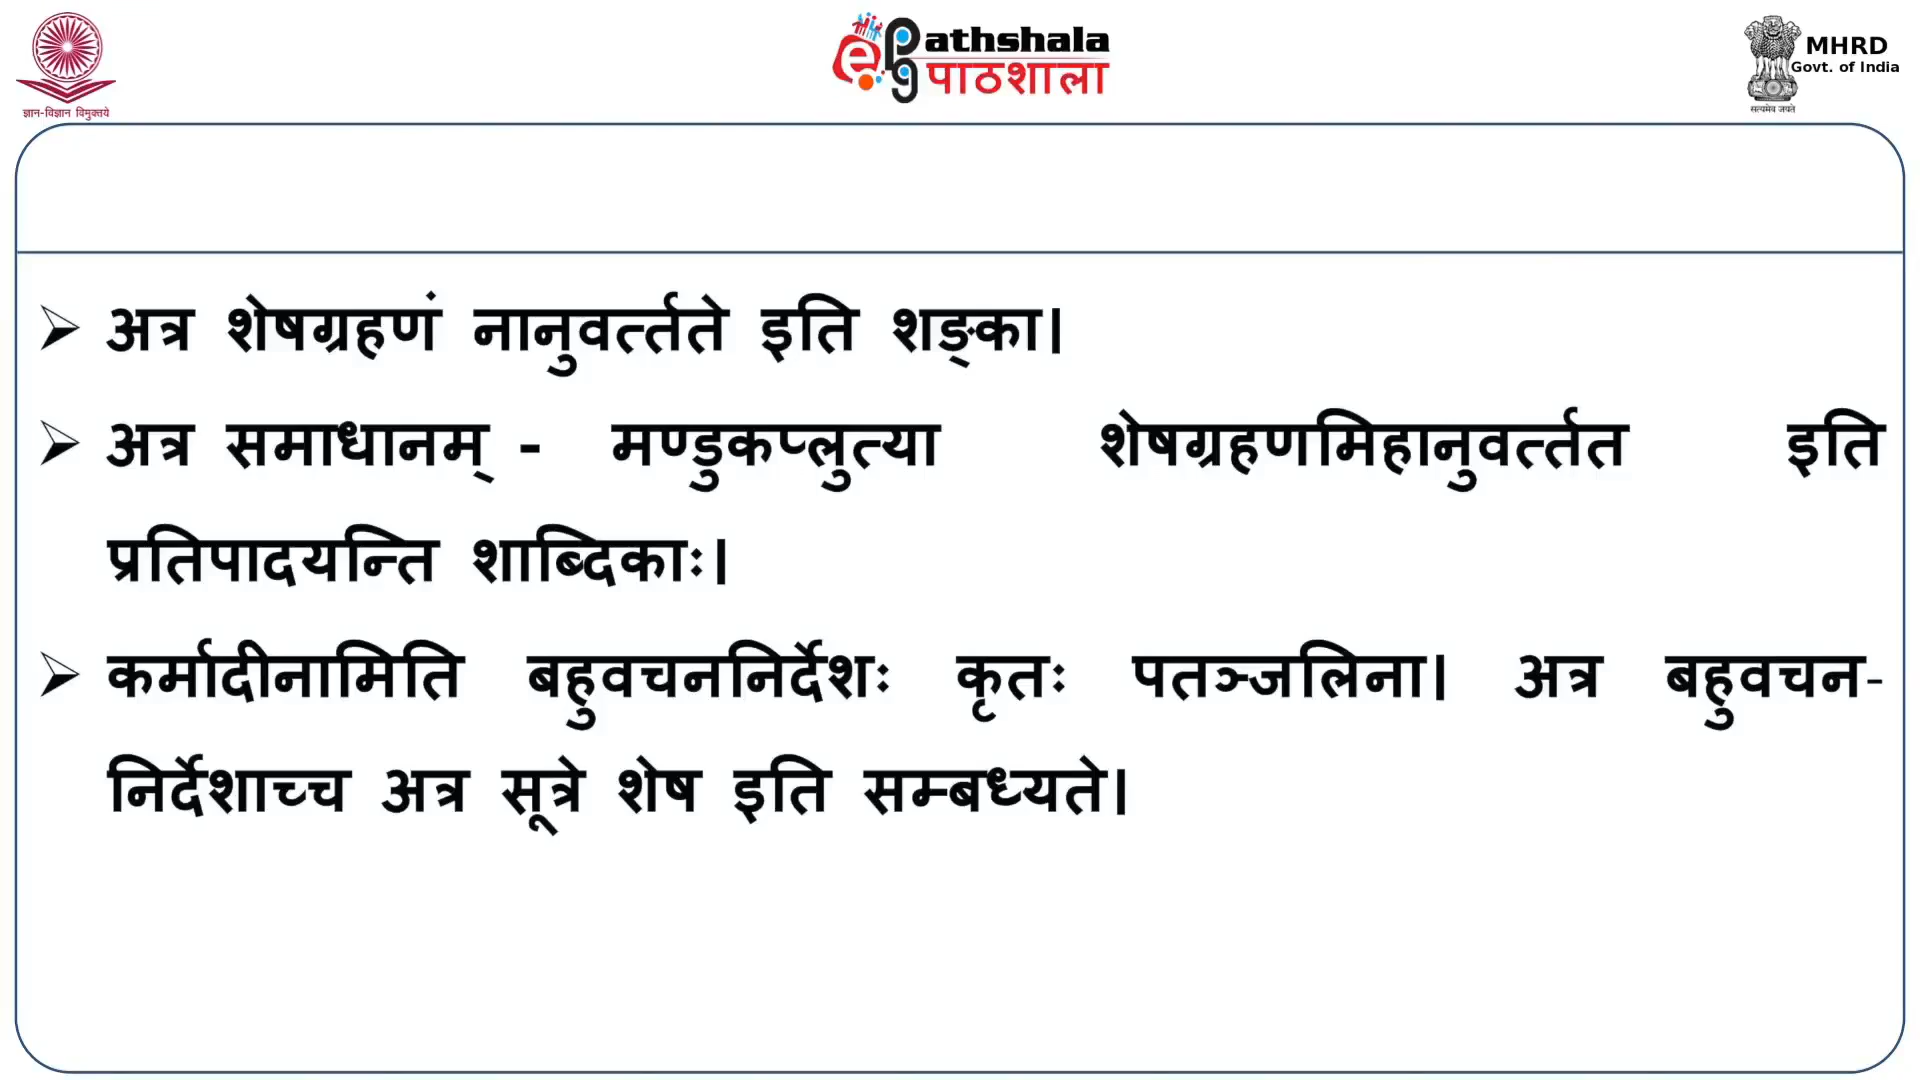 ज्ञान-विज्ञान विमुक्तये
e Pathshala
पाठशाला
MHRD
Govt. of India
सत्यमेव जयते
अत्र शेषग्रहणं नानुवर्त्तते इति शङ्का।
अत्र समाधानम् - मण्डुकप्लुत्या शेषग्रहणमिहानुवर्त्तत इति
प्रतिपादयन्ति शाब्दिकाः।
कर्मादीनामिति बहुवचननिर्देशः कृतः पतञ्जलिना। अत्र बहुवचन-
निर्देशाच्च अत्र सूत्रे शेष इति सम्बध्यते।